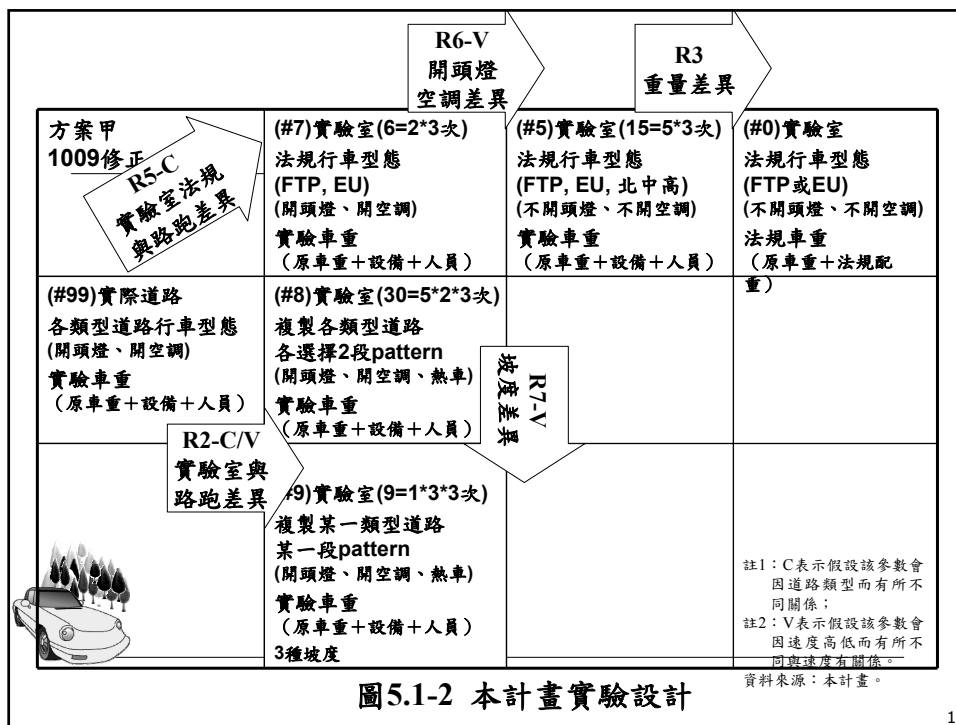 R6-V
開頭燈
空調差異
R3
重量差異
方案甲
1009修正
R5-C
實驗室法規
與路跑差異
(#7)實驗室(6=2*3次)
法規行車型態
(FTP, EU)
(開頭燈、開空調)
實驗車重
（原車重＋設備＋人員）
(#5)實驗室(15=5*3次)
法規行車型態
(FTP, EU, 北中高)
(不開頭燈、不開空調)
實驗車重
（原車重＋設備＋人員）
(#0)實驗室
法規行車型態
(FTP或EU)
(不開頭燈、不開空調)
法規車重
（原車重＋法規配
重）
(#99)實際道路
各類型道路行車型態
(開頭燈、開空調)
實驗車重
（原車重＋設備＋人員）
(#8)實驗室(30=5*2*3次)
複製各類型道路
各選擇2段pattern
(開頭燈、開空調、熱車)
實驗車重
（原車重＋設備＋人員）
R7-V
坡度差異
R2-C/V
實驗室與
路跑差異
#9)實驗室(9=1*3*3次)
複製某一類型道路
某一段pattern
(開頭燈、開空調、熱車)
實驗車重
（原車重＋設備＋人員）
3種坡度
註1：C表示假設該參數會
因道路類型而有所不
同關係；
註2：V表示假設該參數會
因速度高低而有所不
同與速度有關係。
資料來源：本計畫。
圖5.1-2 本計畫實驗設計
1